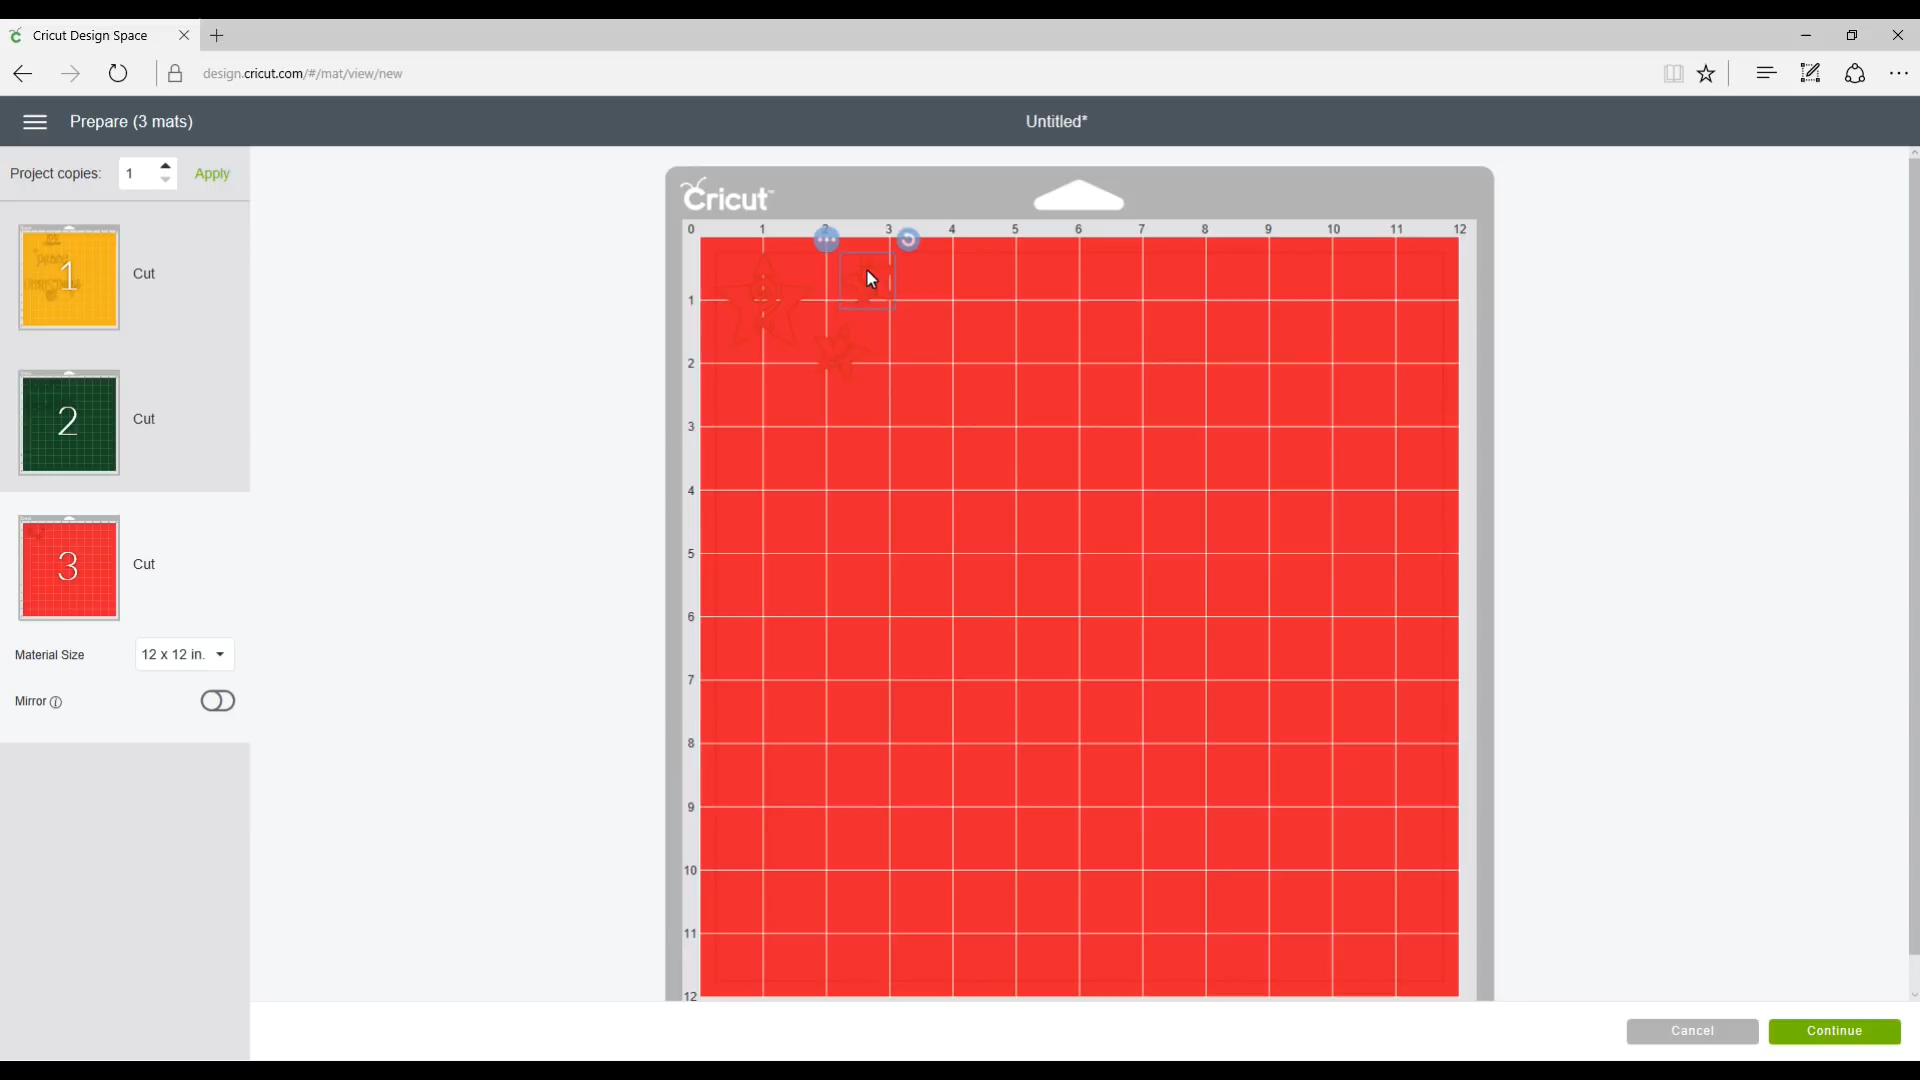 Cricut Design Space
design.cricut.com/#/mat/view/new
Prepare (3 mats)
Untitled*
Project copies: 1 Apply
1 Cut
2 Cut
3 Cut
Material Size 12 x 12 in.
Mirror
Cricut
0 1 2 3 4 5 6 7 8 9 10 11 12
1
2
3
4
5
6
7
8
9
10
11
12
Cancel Continue